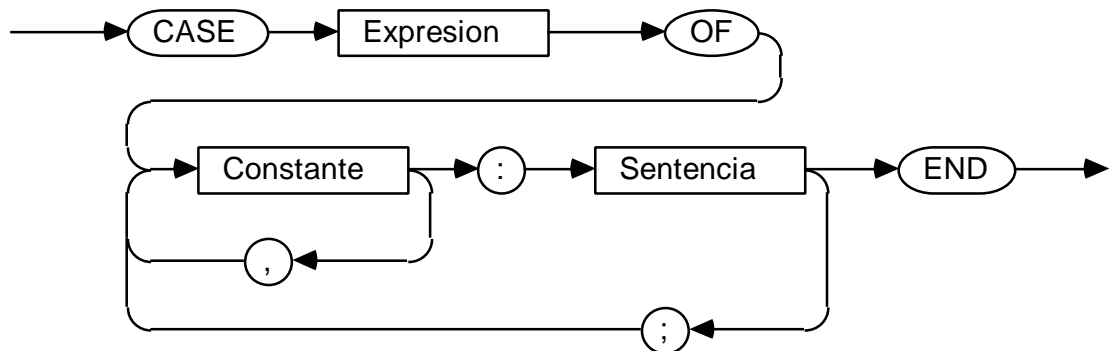 CASE Expresion OF
Constante : Sentencia END
,
;